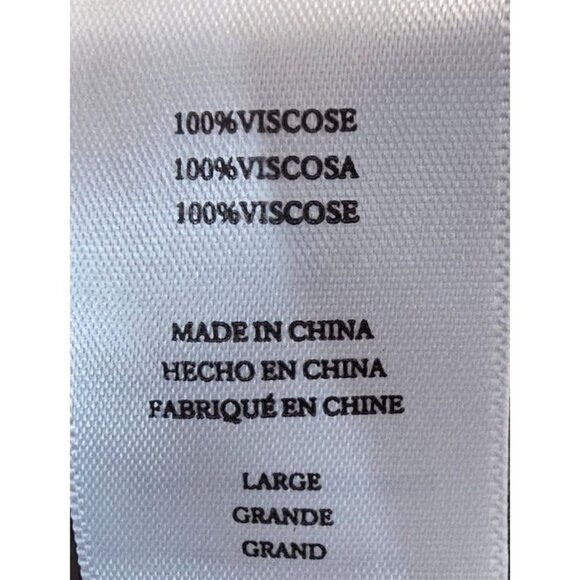 100%VISCOSE
100%VISCOSA
100%VISCOSE
MADE IN CHINA
HECHO EN CHINA
FABRIQUÉ EN CHINE
LARGE
GRANDE
GRAND